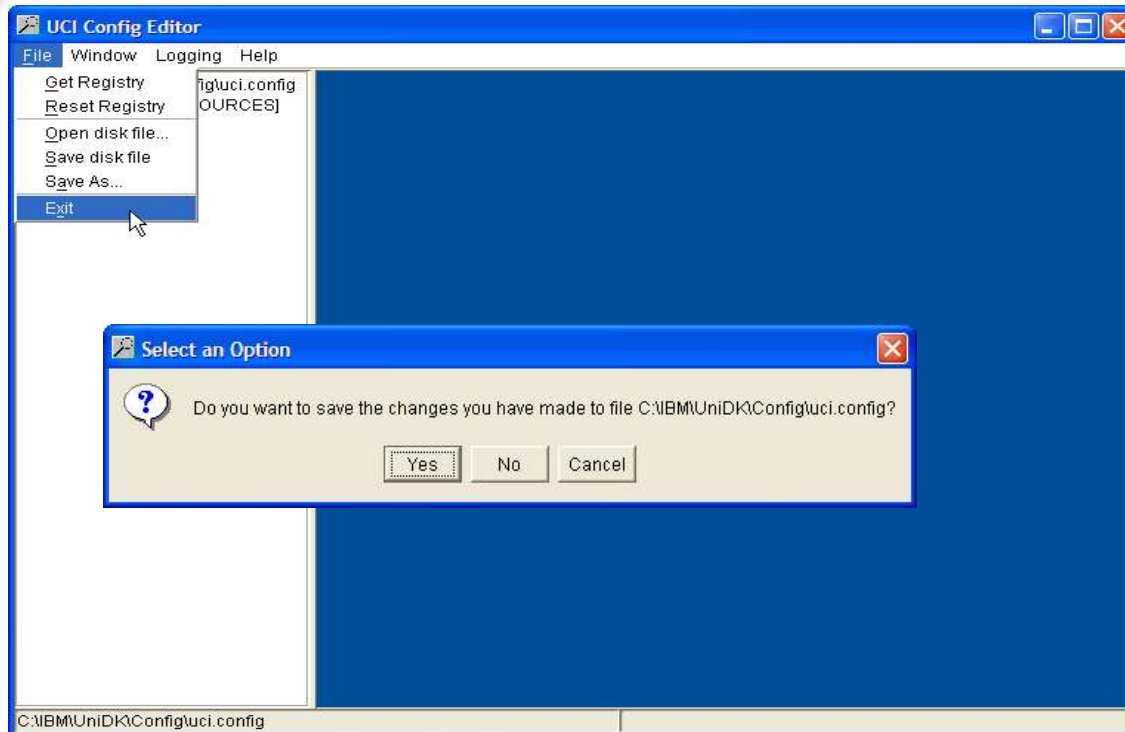 UCI Config Editor
File Window Logging Help
Get Registry
Reset Registry
Open disk file...
Save disk file
Save As...
Exit
fig\uci.config
OURCES]
Select an Option
Do you want to save the changes you have made to file C:\IBM\UniDK\Config\uci.config?
Yes No Cancel
C:\IBM\UniDK\Config\uci.config